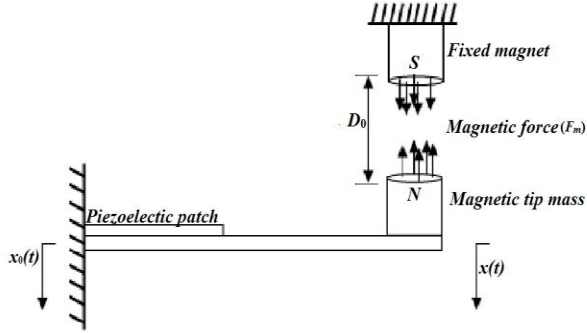 Fixed magnet
S
D₀
Magnetic force (Fₘ)
N
Magnetic tip mass
Piezoelectic patch
x₀(t)
x(t)